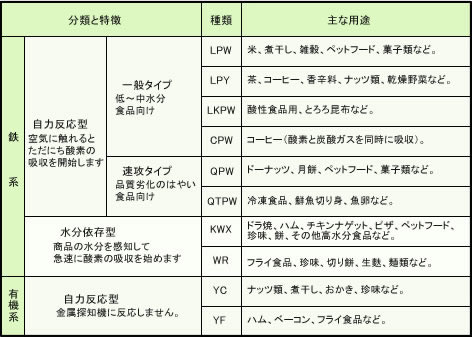 分類と特徴
種類
主な用途
鉄系
自力反応型
空気に触れると
ただにち酸素の
吸収を開始します
一般タイプ
低～中水分
食品向け
LPW
米、煮干し、雑穀、ペットフード、菓子類など。
LPY
茶、コーヒー、香辛料、ナッツ類、乾燥野菜など。
LKPW
酸性食品用、とろろ昆布など。
CPW
コーヒー(酸素と炭酸ガスを同時に吸収)。
速攻タイプ
品質劣化のはやい
食品向け
QPW
ドーナッツ、月餅、ペットフード、菓子類など。
QTPW
冷凍食品、鮮魚切り身、魚卵など。
水分依存型
商品の水分を感知して
急速に酸素の吸収を始めます
KWX
ドラ焼、ハム、チキンナゲット、ピザ、ペットフード、
珍味、餅、その他高水分食品など。
WR
フライ食品、珍味、切り餅、生麩、麺類など。
有機系
自力反応型
金属探知機に反応しません。
YC
ナッツ類、煮干し、おかき、珍味など。
YF
ハム、ベーコン、フライ食品など。